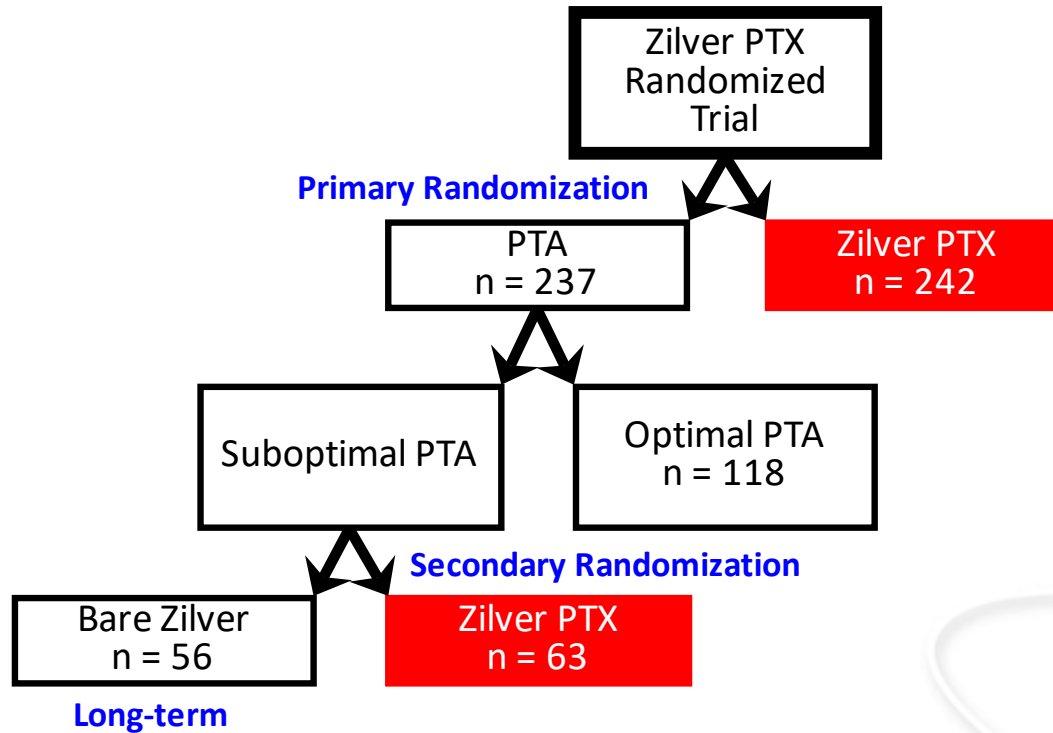 Zilver PTX
Randomized
Trial
Primary Randomization
PTA
n = 237
Zilver PTX
n = 242
Suboptimal PTA
Optimal PTA
n = 118
Secondary Randomization
Bare Zilver
n = 56
Zilver PTX
n = 63
Long-term